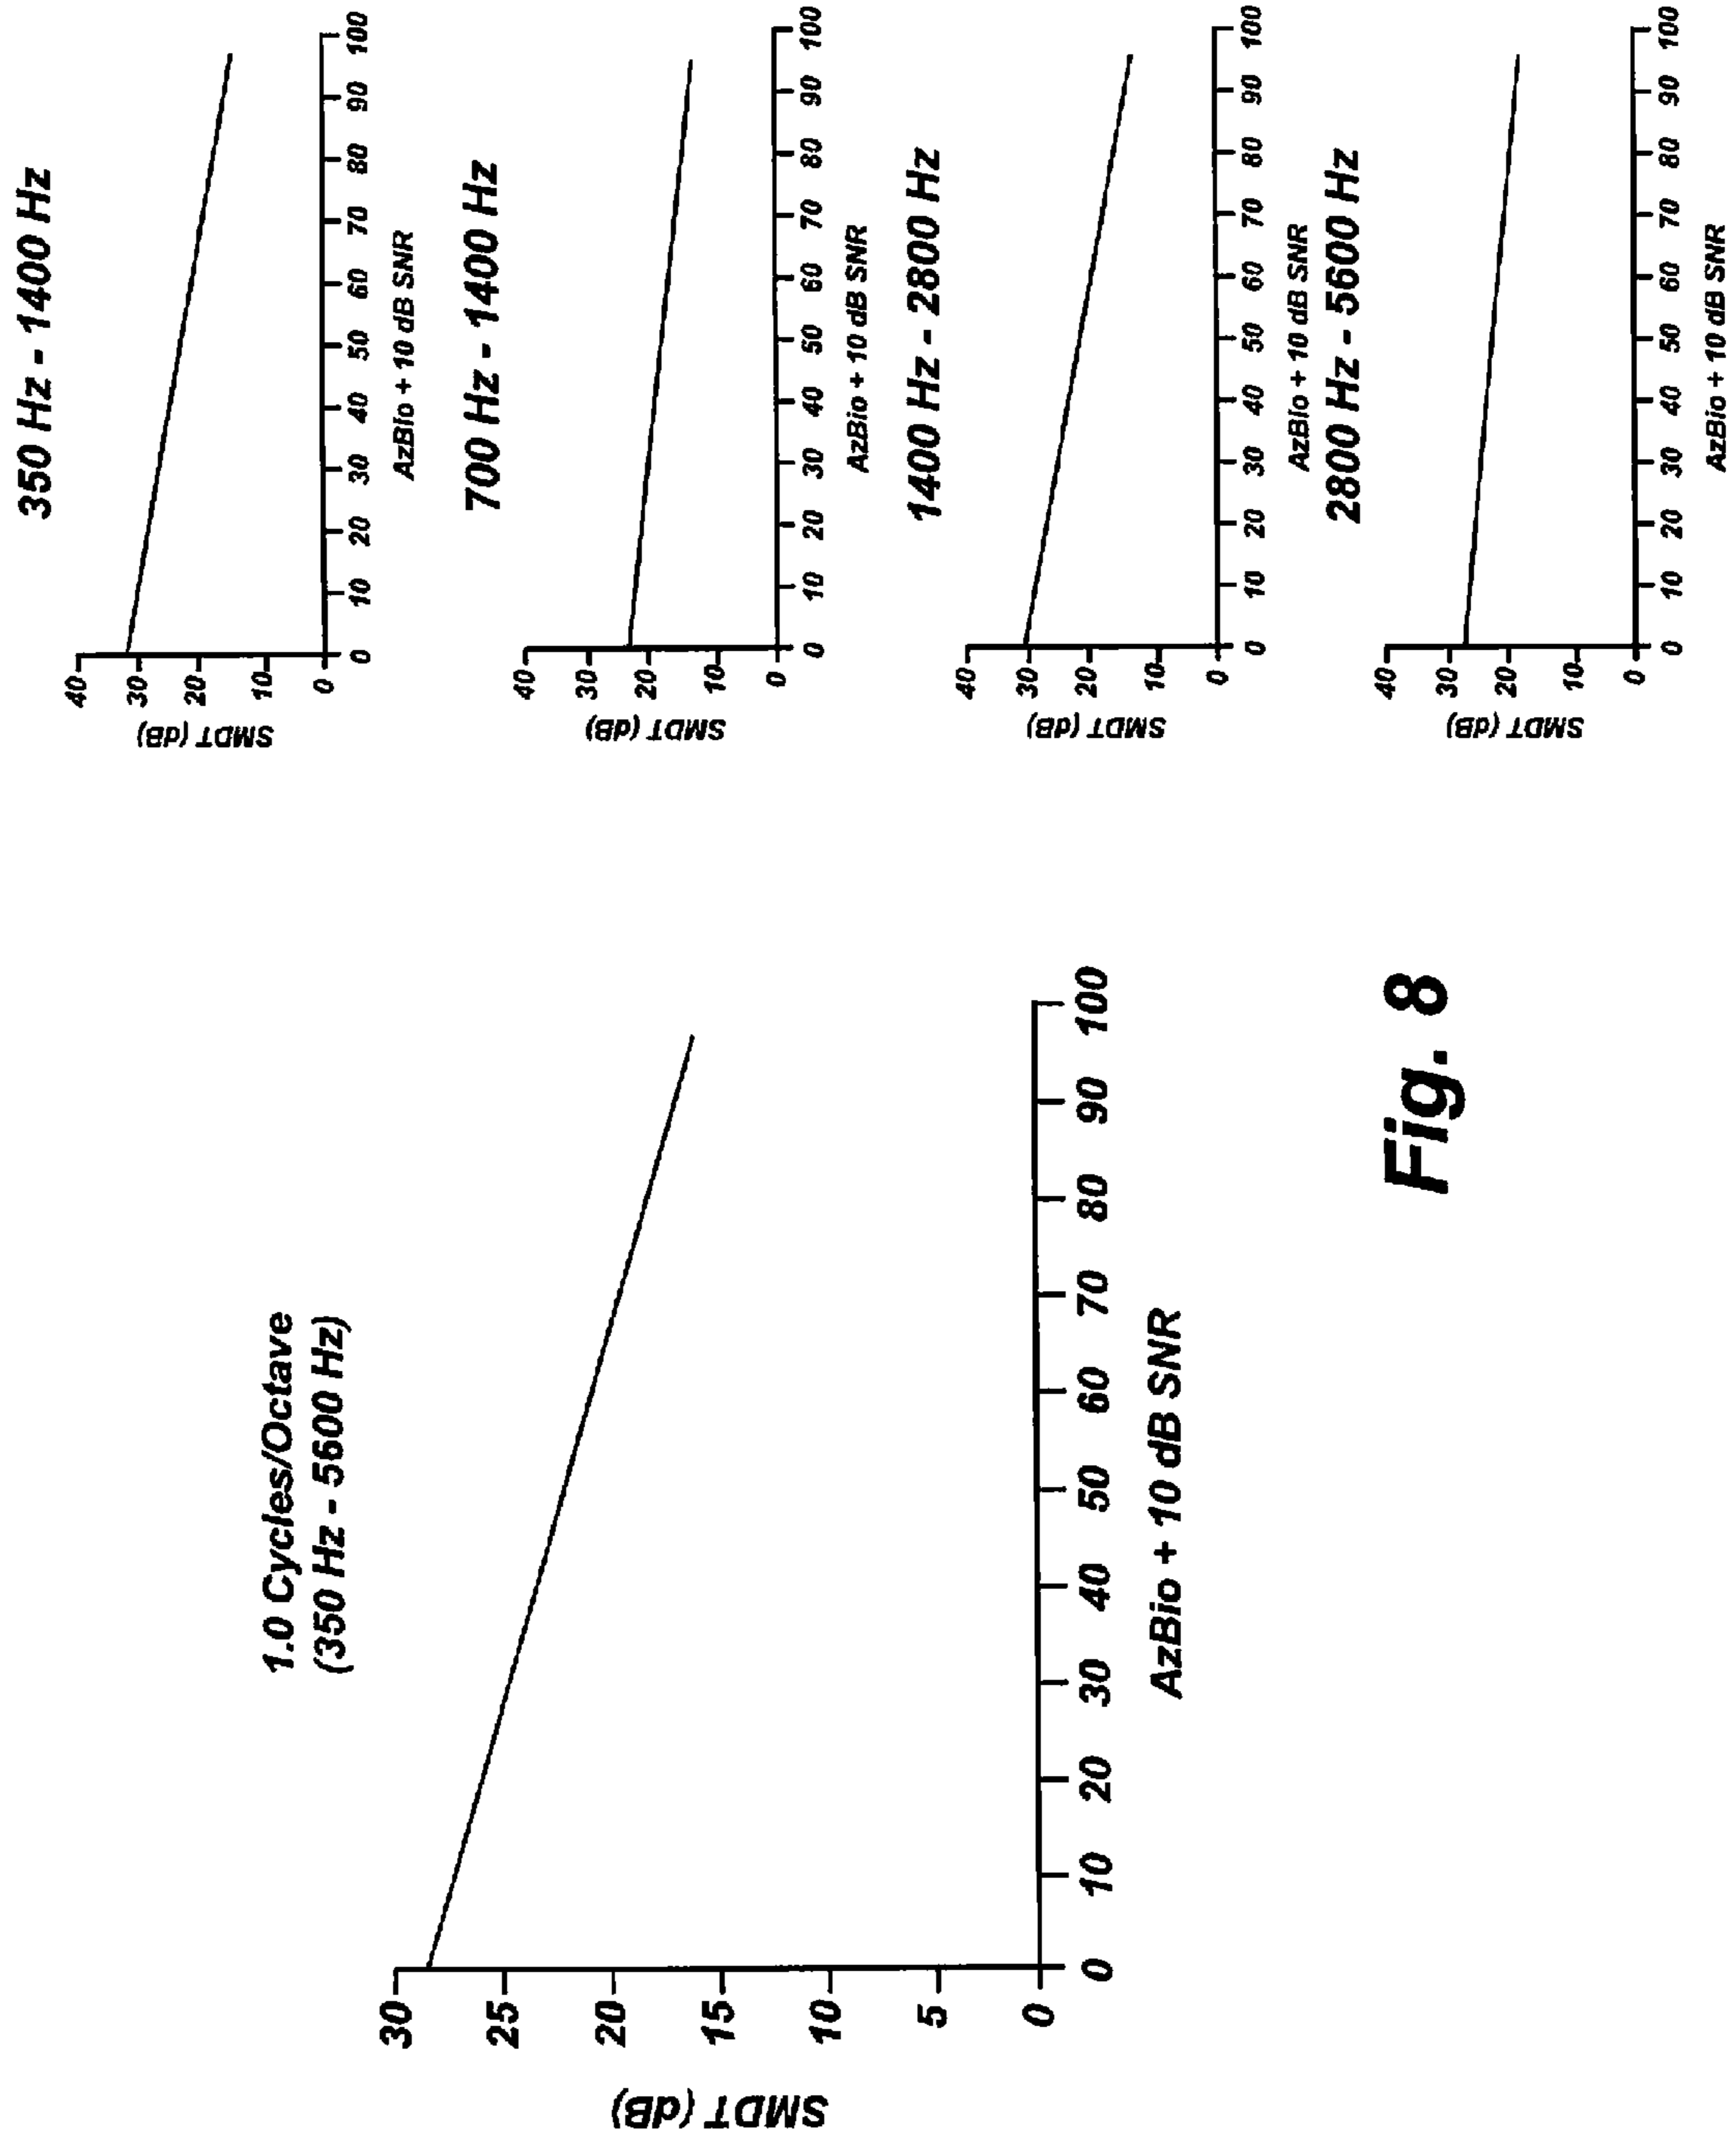 1.0 Cycles/Octave
(350 Hz - 5600 Hz)
SMDT (dB)
30
25
20
15
10
5
0
0 10 20 30 40 50 60 70 80 90 100
AzBio + 10 dB SNR
350 Hz - 1400 Hz
SMDT (dB)
40
30
20
10
0
0 10 20 30 40 50 60 70 80 90 100
AzBio + 10 dB SNR
700 Hz - 1400 Hz
SMDT (dB)
40
30
20
10
0
0 10 20 30 40 50 60 70 80 90 100
AzBio + 10 dB SNR
1400 Hz - 2800 Hz
SMDT (dB)
40
30
20
10
0
0 10 20 30 40 50 60 70 80 90 100
AzBio + 10 dB SNR
2800 Hz - 5600 Hz
SMDT (dB)
40
30
20
10
0
0 10 20 30 40 50 60 70 80 90 100
AzBio + 10 dB SNR
Fig. 8